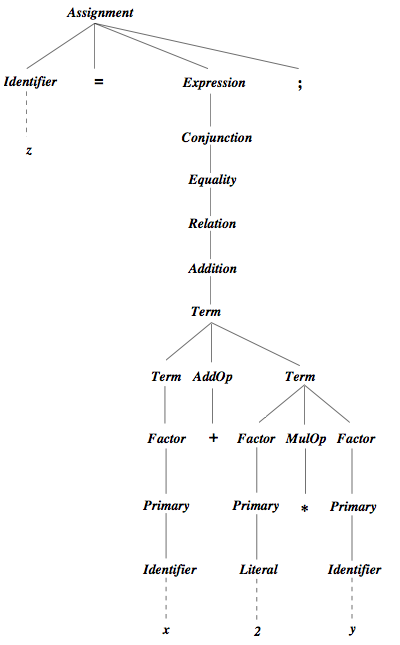 Assignment
Identifier = Expression ;
z
Conjunction
Equality
Relation
Addition
Term
Term AddOp Term
Factor + Factor MulOp Factor
Primary Primary * Primary
Identifier Literal Identifier
x 2 y